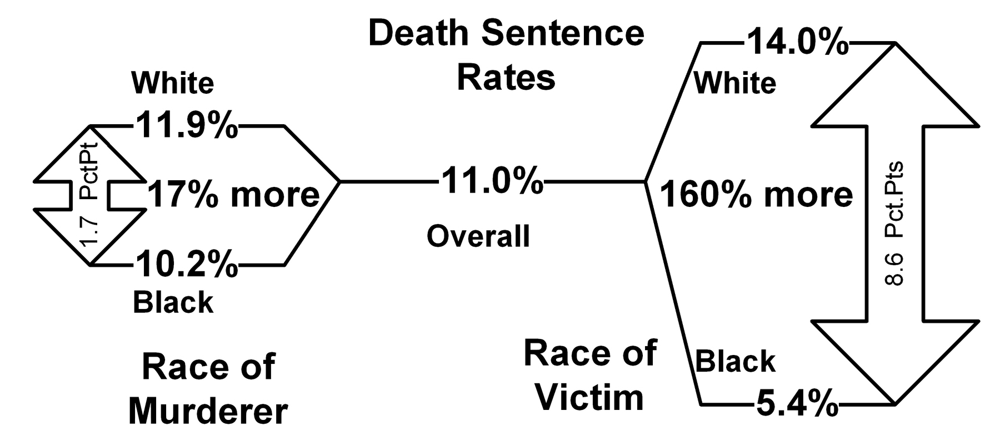 Death Sentence
Rates
White
11.9%
1.7 PctPt
17% more
10.2%
Black
Race of
Murderer
11.0%
Overall
14.0%
White
160% more
8.6 Pct.Pts
Black
5.4%
Race of
Victim